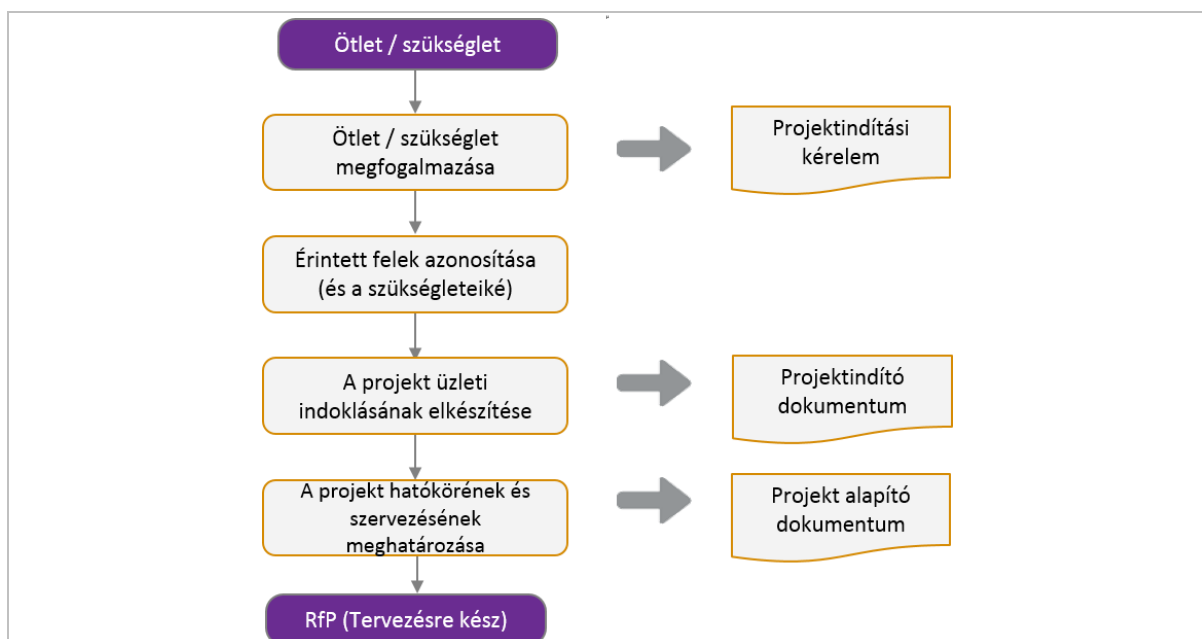 Ötlet / szükséglet
Ötlet / szükséglet
megfogalmazása
Projektindítási
kérelem
Érintett felek azonosítása
(és a szükségleteiké)
A projekt üzleti
indoklásának elkészítése
Projektindító
dokumentum
A projekt hatókörének és
szervezésének
meghatározása
Projekt alapító
dokumentum
RfP (Tervezésre kész)